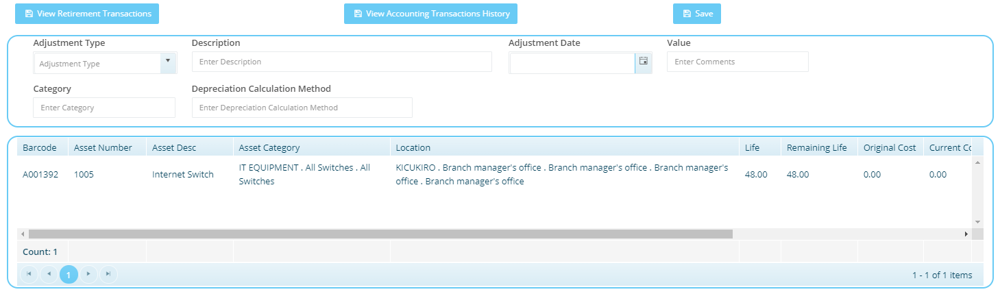 View Retirement Transactions View Accounting Transactions History Save
Adjustment Type Description Adjustment Date Value
Adjustment Type Enter Description Enter Comments
Category Depreciation Calculation Method
Enter Category Enter Depreciation Calculation Method
Barcode Asset Number Asset Desc Asset Category Location Life Remaining Life Original Cost Current Co
IT EQUIPMENT . All Switches . All KICUKIRO . Branch manager's office . Branch manager's office . Branch manager's
A001392 1005 Internet Switch 48.00 48.00 0.00 0.00
Switches office . Branch manager's office
Count: 1
1 1 - 1 of 1 items